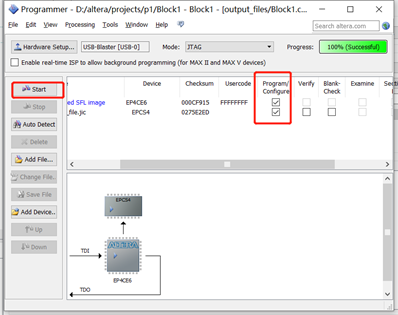 Programmer - D:/altera/projects/p1/Block1 - Block1 - [output_files/Block1.c...
File Edit View Processing Tools Window Help
Search altera.com
Hardware Setup... USB-Blaster [USB-0] Mode: JTAG Progress: 100% (Successful)
Enable real-time ISP to allow background programming (for MAX II and MAX V devices)
Start
Stop
Auto Detect
Delete
Add File...
Change File...
Save File
Add Device..
Up
Down
Device Checksum Usercode Program/ Configure Verify Blank- Check Examine
ed SFL image EP4CE6 000CF915 FFFFFFFF
_file.jic EPCS4 0275E2ED
EPCS4
TDI
EP4CE6
TDO